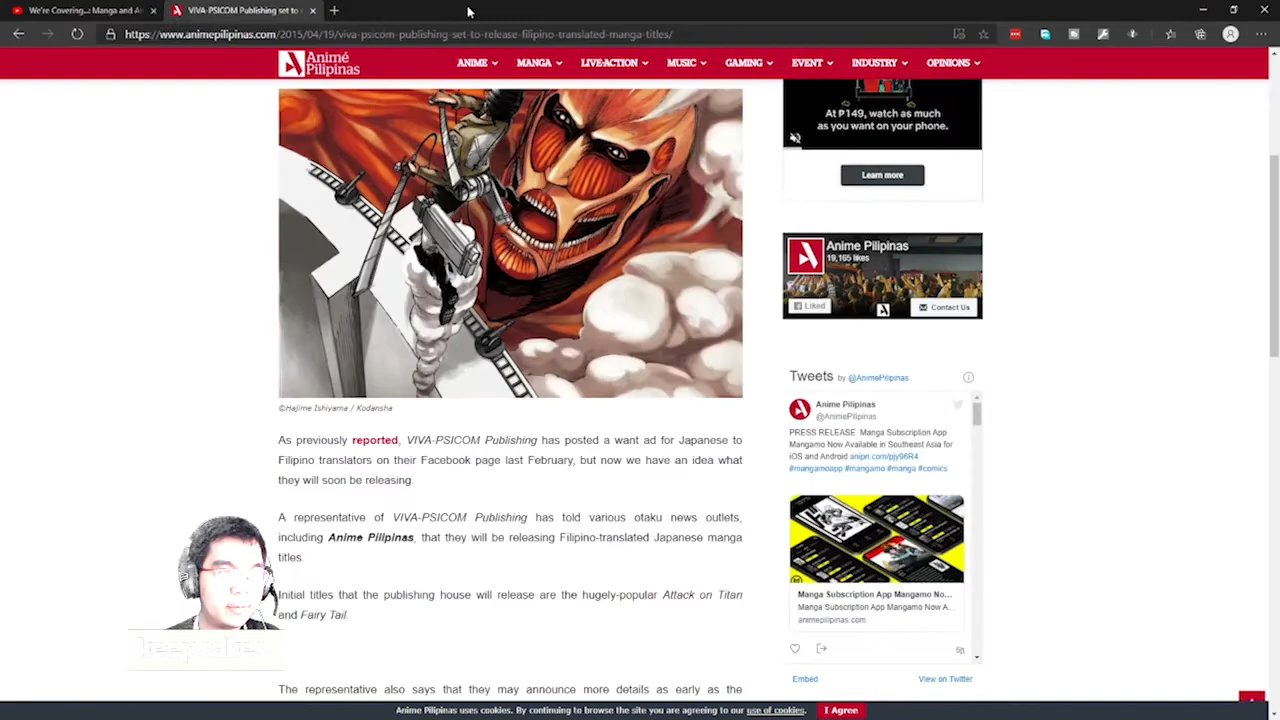 We're Covering...: Manga and A
VIVA-PSICOM Publishing set to
https://www.animepilipinas.com/2015/04/19/viva-psicom-publishing-set-to-release-filipino-translated-manga-titles/
Animé
Pilipinas
ANIME MANGA LIVE-ACTION MUSIC GAMING EVENT INDUSTRY OPINIONS
At ₱149, watch as much
as you want on your phone.
Learn more
Anime Pilipinas
19,165 likes
Liked
Contact Us
©Hajime Ishiyama / Kodansha
As previously reported, VIVA-PSICOM Publishing has posted a want ad for Japanese to
Filipino translators on their Facebook page last February, but now we have an idea what
they will soon be releasing.
A representative of VIVA-PSICOM Publishing has told various otaku news outlets,
including Anime Pilipinas, that they will be releasing Filipino-translated Japanese manga
titles.
Initial titles that the publishing house will release are the hugely-popular Attack on Titan
and Fairy Tail.
The representative also says that they may announce more details as early as the
Tweets by @AnimePilipinas
Anime Pilipinas
@AnimePilipinas
PRESS RELEASE Manga Subscription App
Mangamo Now Available in Southeast Asia for
iOS and Android anipn.com/pjy96R4
#mangamoapp #mangamo #manga #comics
Manga Subscription App Mangamo No...
Manga Subscription App Mangamo Now A...
animepilipinas.com
Embed
View on Twitter
Anime Pilipinas uses cookies. By continuing to browse the site you are agreeing to our use of cookies.
I Agree